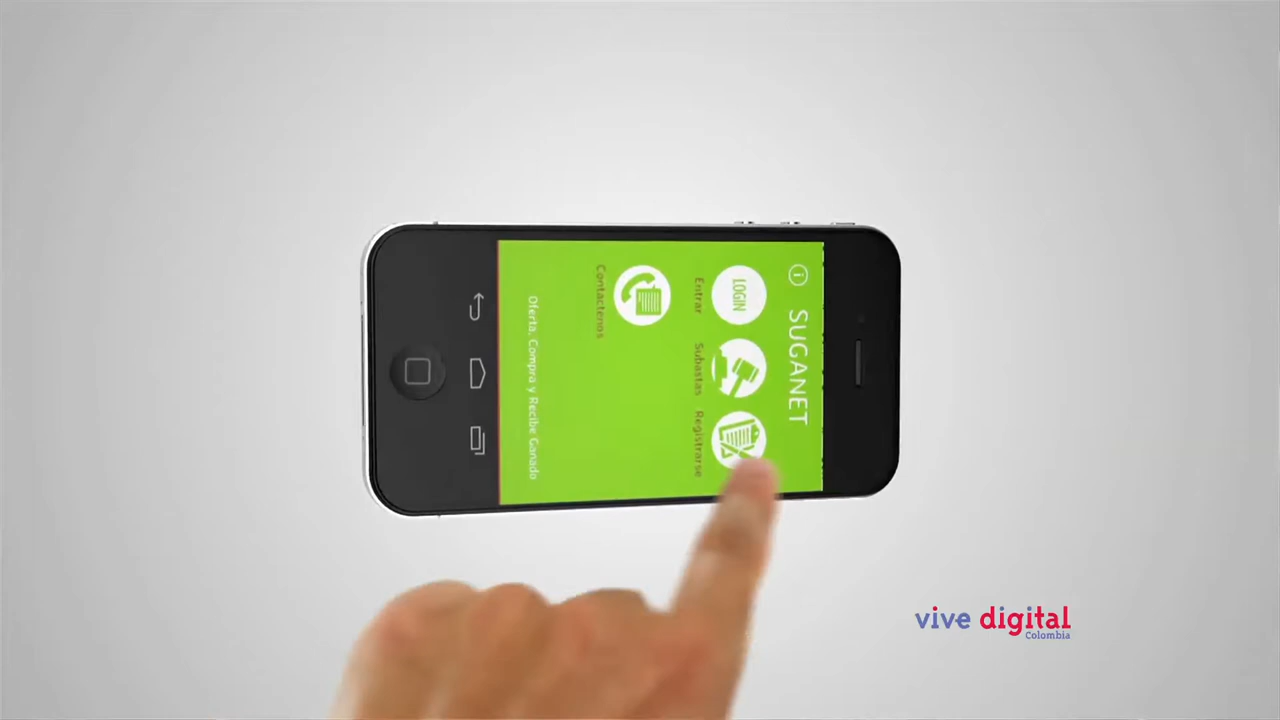 SUGANET
LOGIN
Entrar
Subastas
Registrarse
Contactenos
Oferta, Compra y Recibe Ganado
vive digital
Colombia